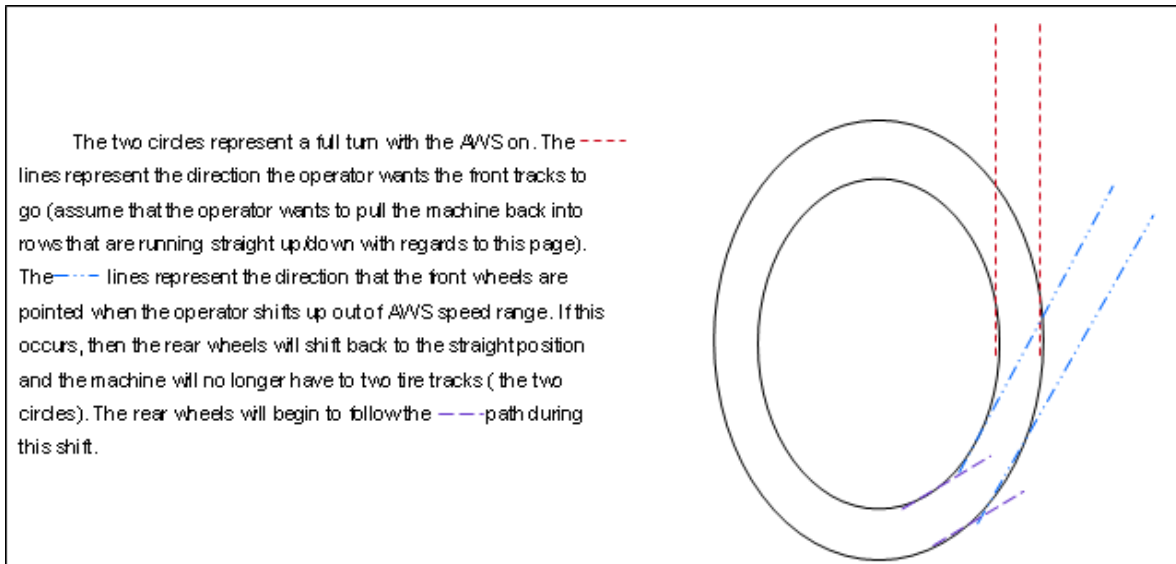 The two circles represent a full turn with the AWS on. The
lines represent the direction the operator wants the front tracks to
go (assume that the operator wants to pull the machine back into
rows that are running straight up/down with regards to this page).
The lines represent the direction that the front wheels are
pointed when the operator shifts up out of AWS speed range. If this
occurs, then the rear wheels will shift back to the straight position
and the machine will no longer have to two tire tracks ( the two
circles). The rear wheels will begin to follow the path during
this shift.